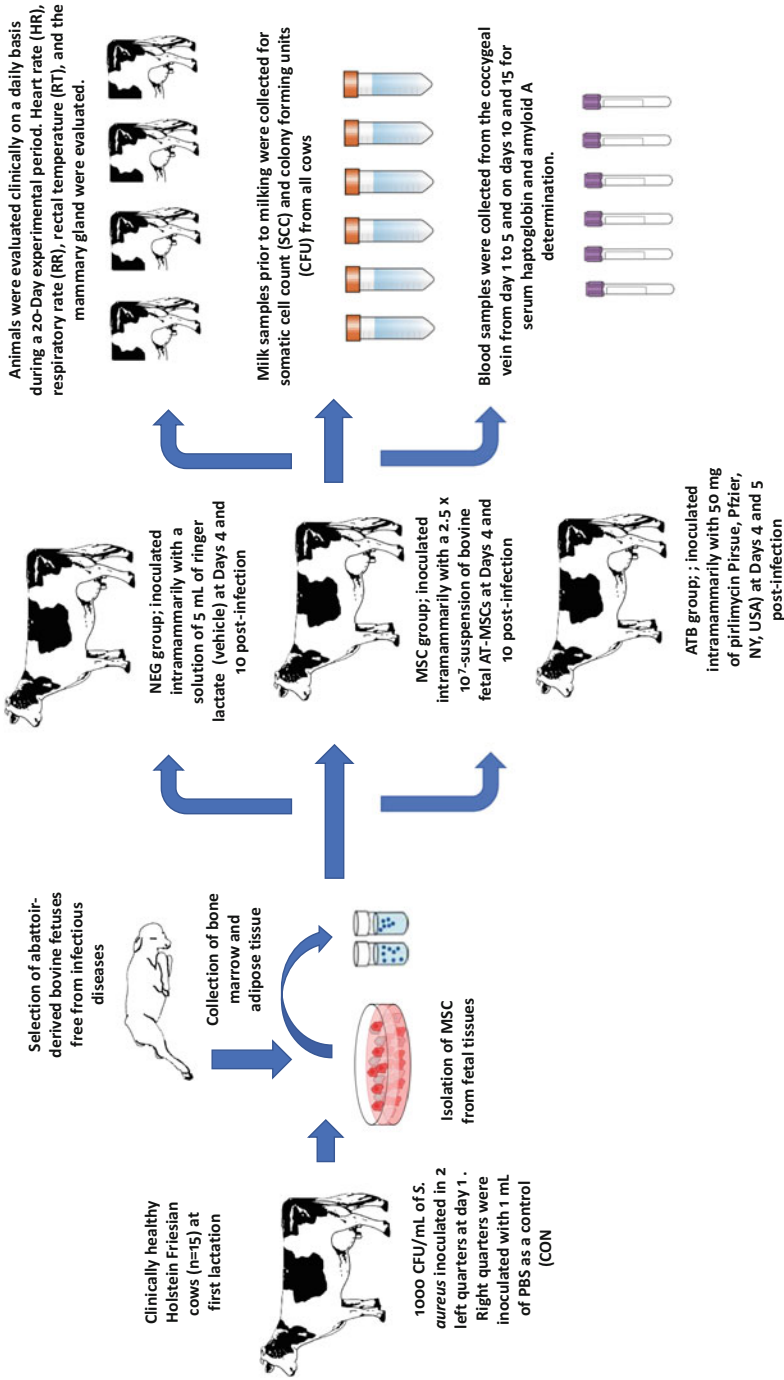 Clinically healthy
Holstein Friesian
cows (n=15) at
first lactation
1000 CFU/mL of S.
aureus inoculated in 2
left quarters at day 1 .
Right quarters were
inoculated with 1 mL
of PBS as a control
(CON
Selection of abattoir-
derived bovine fetuses
free from infectious
diseases
Collection of bone
marrow and
adipose tissue
Isolation of MSC
from fetal tissues
NEG group; inoculated
intramammarily with a
solution of 5 mL of ringer
lactate (vehicle) at Days 4 and
10 post-infection
MSC group; inoculated
intramammarily with a 2.5 x
10⁷-suspension of bovine
fetal AT-MSCs at Days 4 and
10 post-infection
ATB group; ; inoculated
intramammarily with 50 mg
of pirlimycin Pirsue, Pfzier,
NY, USA) at Days 4 and 5
post-infection
Animals were evaluated clinically on a daily basis
during a 20-Day experimental period. Heart rate (HR),
respiratory rate (RR), rectal temperature (RT), and the
mammary gland were evaluated.
Milk samples prior to milking were collected for
somatic cell count (SCC) and colony forming units
(CFU) from all cows
Blood samples were collected from the coccygeal
vein from day 1 to 5 and on days 10 and 15 for
serum haptoglobin and amyloid A
determination.